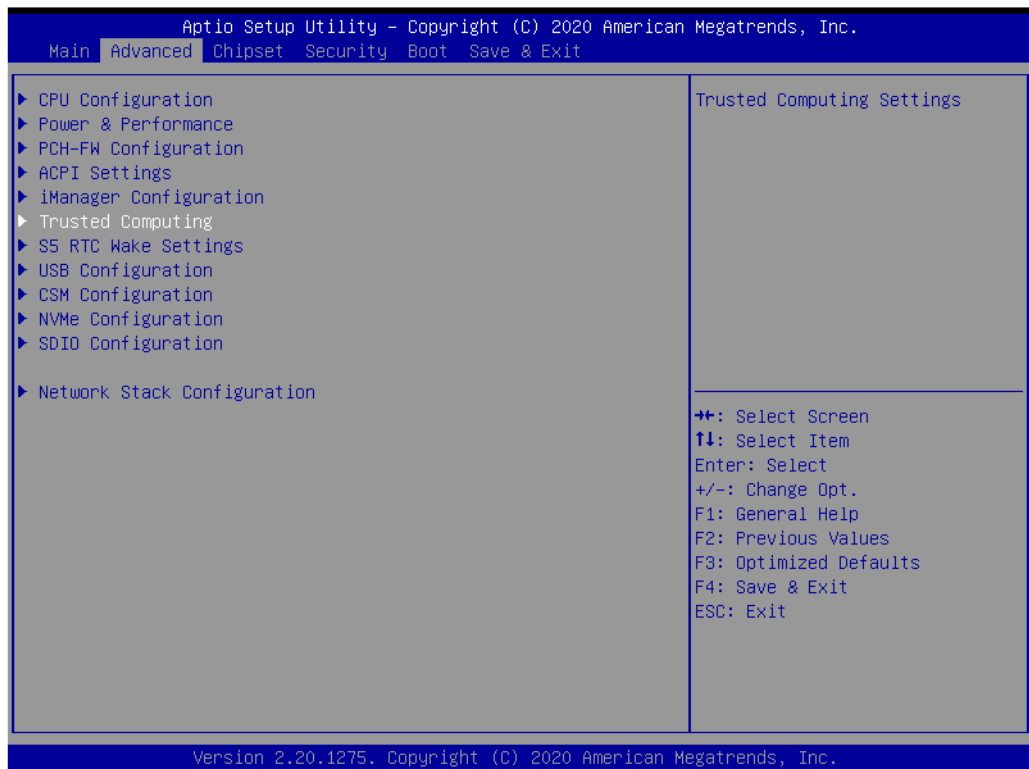 Aptio Setup Utility – Copyright (C) 2020 American Megatrends, Inc.
Main Advanced Chipset Security Boot Save & Exit
▶ CPU Configuration
▶ Power & Performance
▶ PCH-FW Configuration
▶ ACPI Settings
▶ iManager Configuration
▶ Trusted Computing
▶ S5 RTC Wake Settings
▶ USB Configuration
▶ CSM Configuration
▶ NVMe Configuration
▶ SDIO Configuration
▶ Network Stack Configuration
Trusted Computing Settings
→←: Select Screen
↑↓: Select Item
Enter: Select
+/-: Change Opt.
F1: General Help
F2: Previous Values
F3: Optimized Defaults
F4: Save & Exit
ESC: Exit
Version 2.20.1275. Copyright (C) 2020 American Megatrends, Inc.